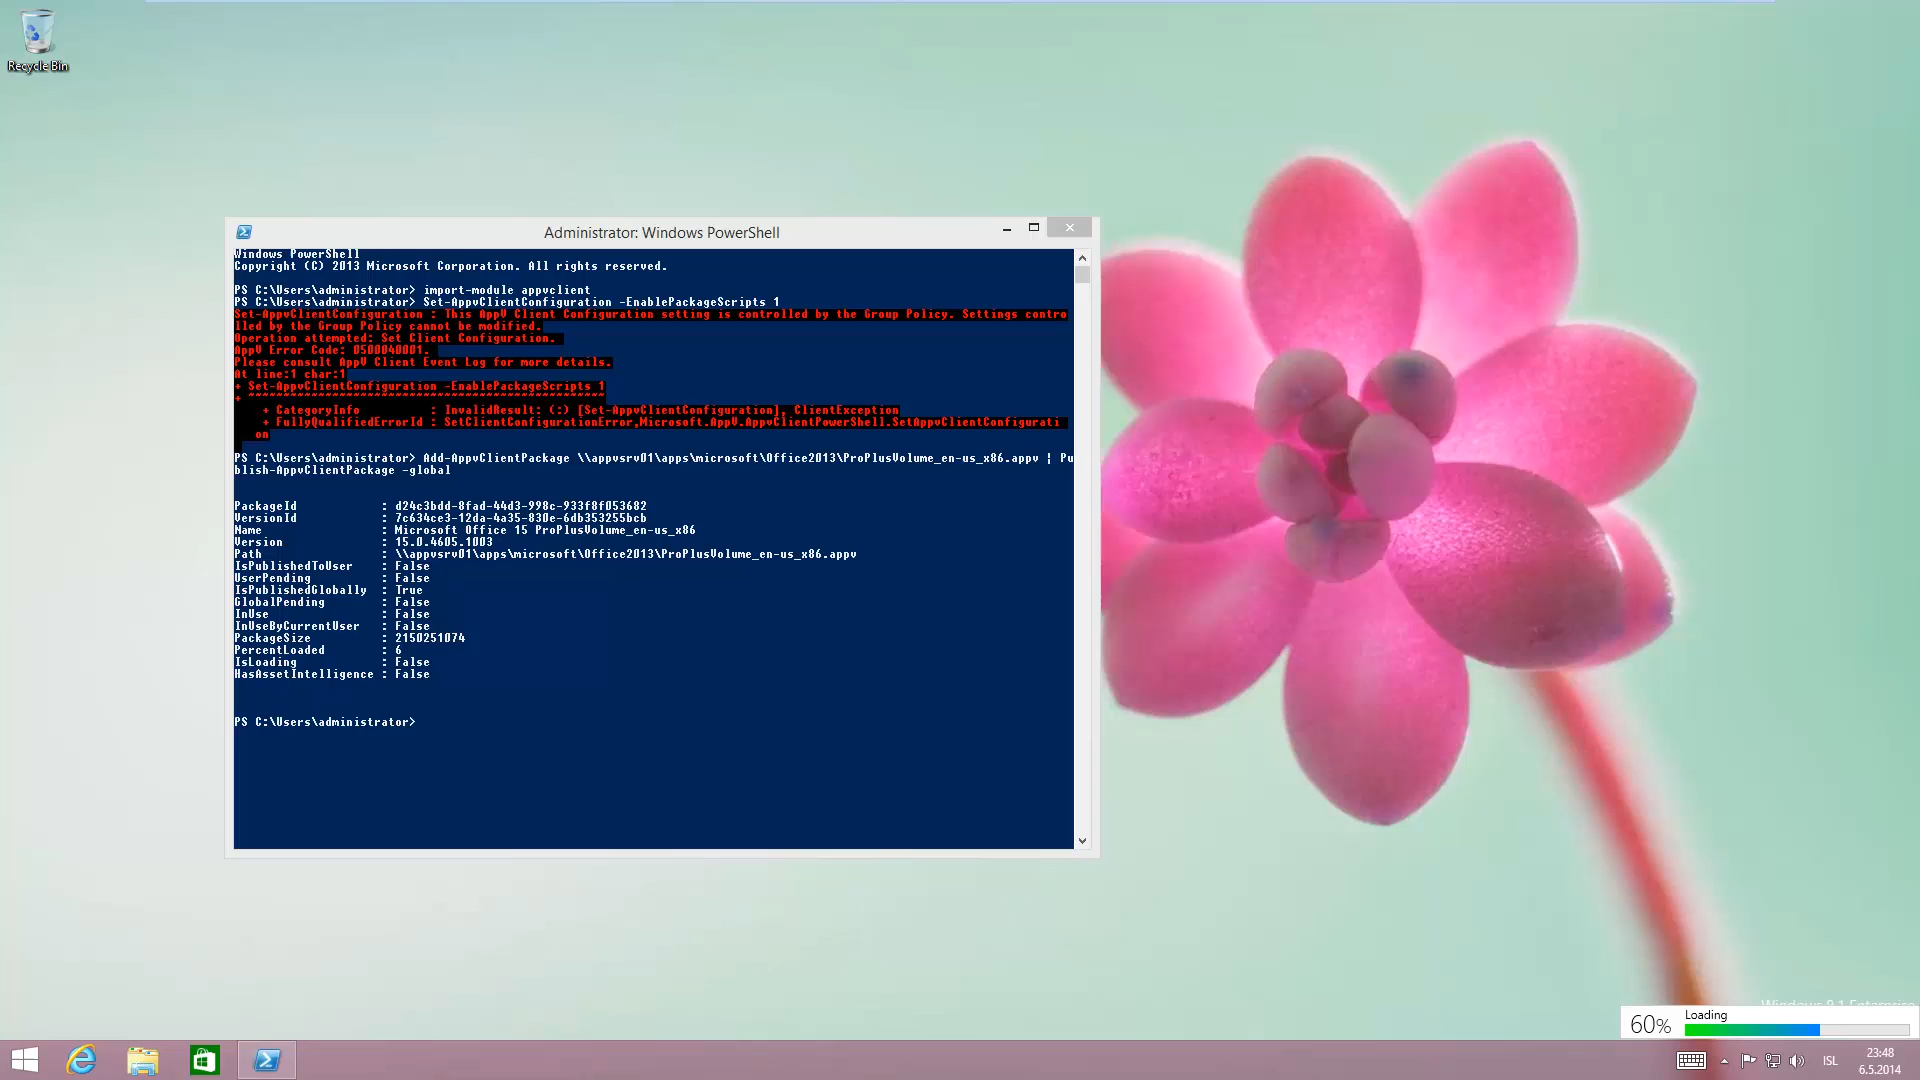 Recycle Bin
Administrator: Windows PowerShell
Windows PowerShell
Copyright (C) 2013 Microsoft Corporation. All rights reserved.
PS C:\Users\administrator> import-module appvclient
PS C:\Users\administrator> Set-AppvClientConfiguration -EnablePackageScripts 1
Set-AppvClientConfiguration : This AppV Client Configuration setting is controlled by the Group Policy. Settings contro
lled by the Group Policy cannot be modified.
Operation attempted: Set Client Configuration.
AppV Error Code: 0500040001.
Please consult AppV Client Event Log for more details.
At line:1 char:1
+ Set-AppvClientConfiguration -EnablePackageScripts 1
+ ~~~~~~~~~~~~~~~~~~~~~~~~~~~~~~~~~~~~~~~~~~~~~~~~~~~
+ CategoryInfo : InvalidResult: (:) [Set-AppvClientConfiguration], ClientException
+ FullyQualifiedErrorId : SetClientConfigurationError,Microsoft.AppV.AppvClientPowerShell.SetAppvClientConfigurati
on
PS C:\Users\administrator> Add-AppvClientPackage \\appvsrv01\apps\microsoft\Office2013\ProPlusVolume_en-us_x86.appv | Pu
blish-AppvClientPackage -global
PackageId : d24c3bdd-8fad-44d3-998c-933f8f053682
VersionId : 7c634ce3-12da-4a35-830e-6db353255bcb
Name : Microsoft Office 15 ProPlusVolume_en-us_x86
Version : 15.0.4605.1003
Path : \\appvsrv01\apps\microsoft\Office2013\ProPlusVolume_en-us_x86.appv
IsPublishedToUser : False
UserPending : False
IsPublishedGlobally : True
GlobalPending : False
InUse : False
InUseByCurrentUser : False
PackageSize : 2150251074
PercentLoaded : 6
IsLoading : False
HasAssetIntelligence : False
PS C:\Users\administrator>
Windows 8.1 Enterprise
60% Loading
ISL
23:48
6.5.2014